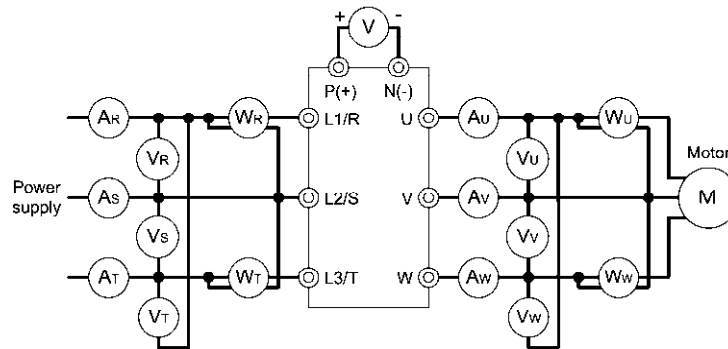 + V -
P(+) N(-)
AR WR L1/R U AU WU
VR VU Motor
Power supply AS L2/S V AV M
VS VV
AT WT L3/T W AW WW
VT VW